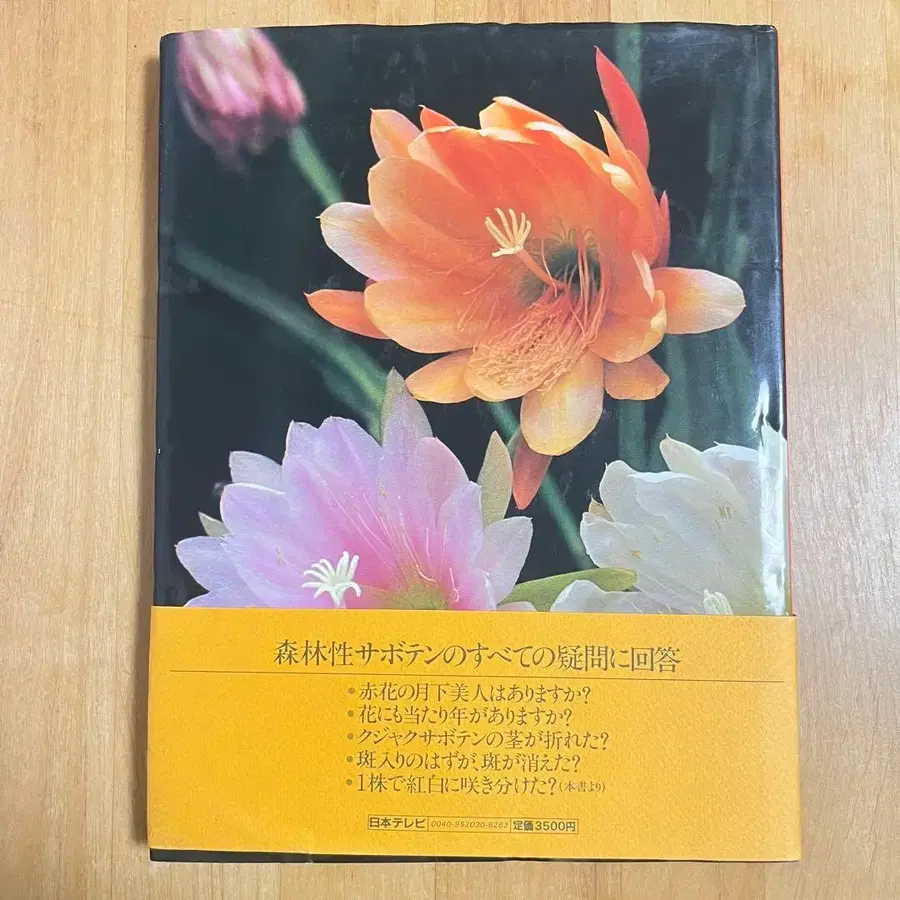 森林性サボテンのすべての疑問に回答
• 赤花の月下美人はありますか?
• 花にも当たり年がありますか?
• クジャクサボテンの茎が折れた?
• 斑入りのはずが、斑が消えた?
• 1株で紅白に咲き分けた?(本書より)
日本テレビ 0040-952030-6262 定価3500円